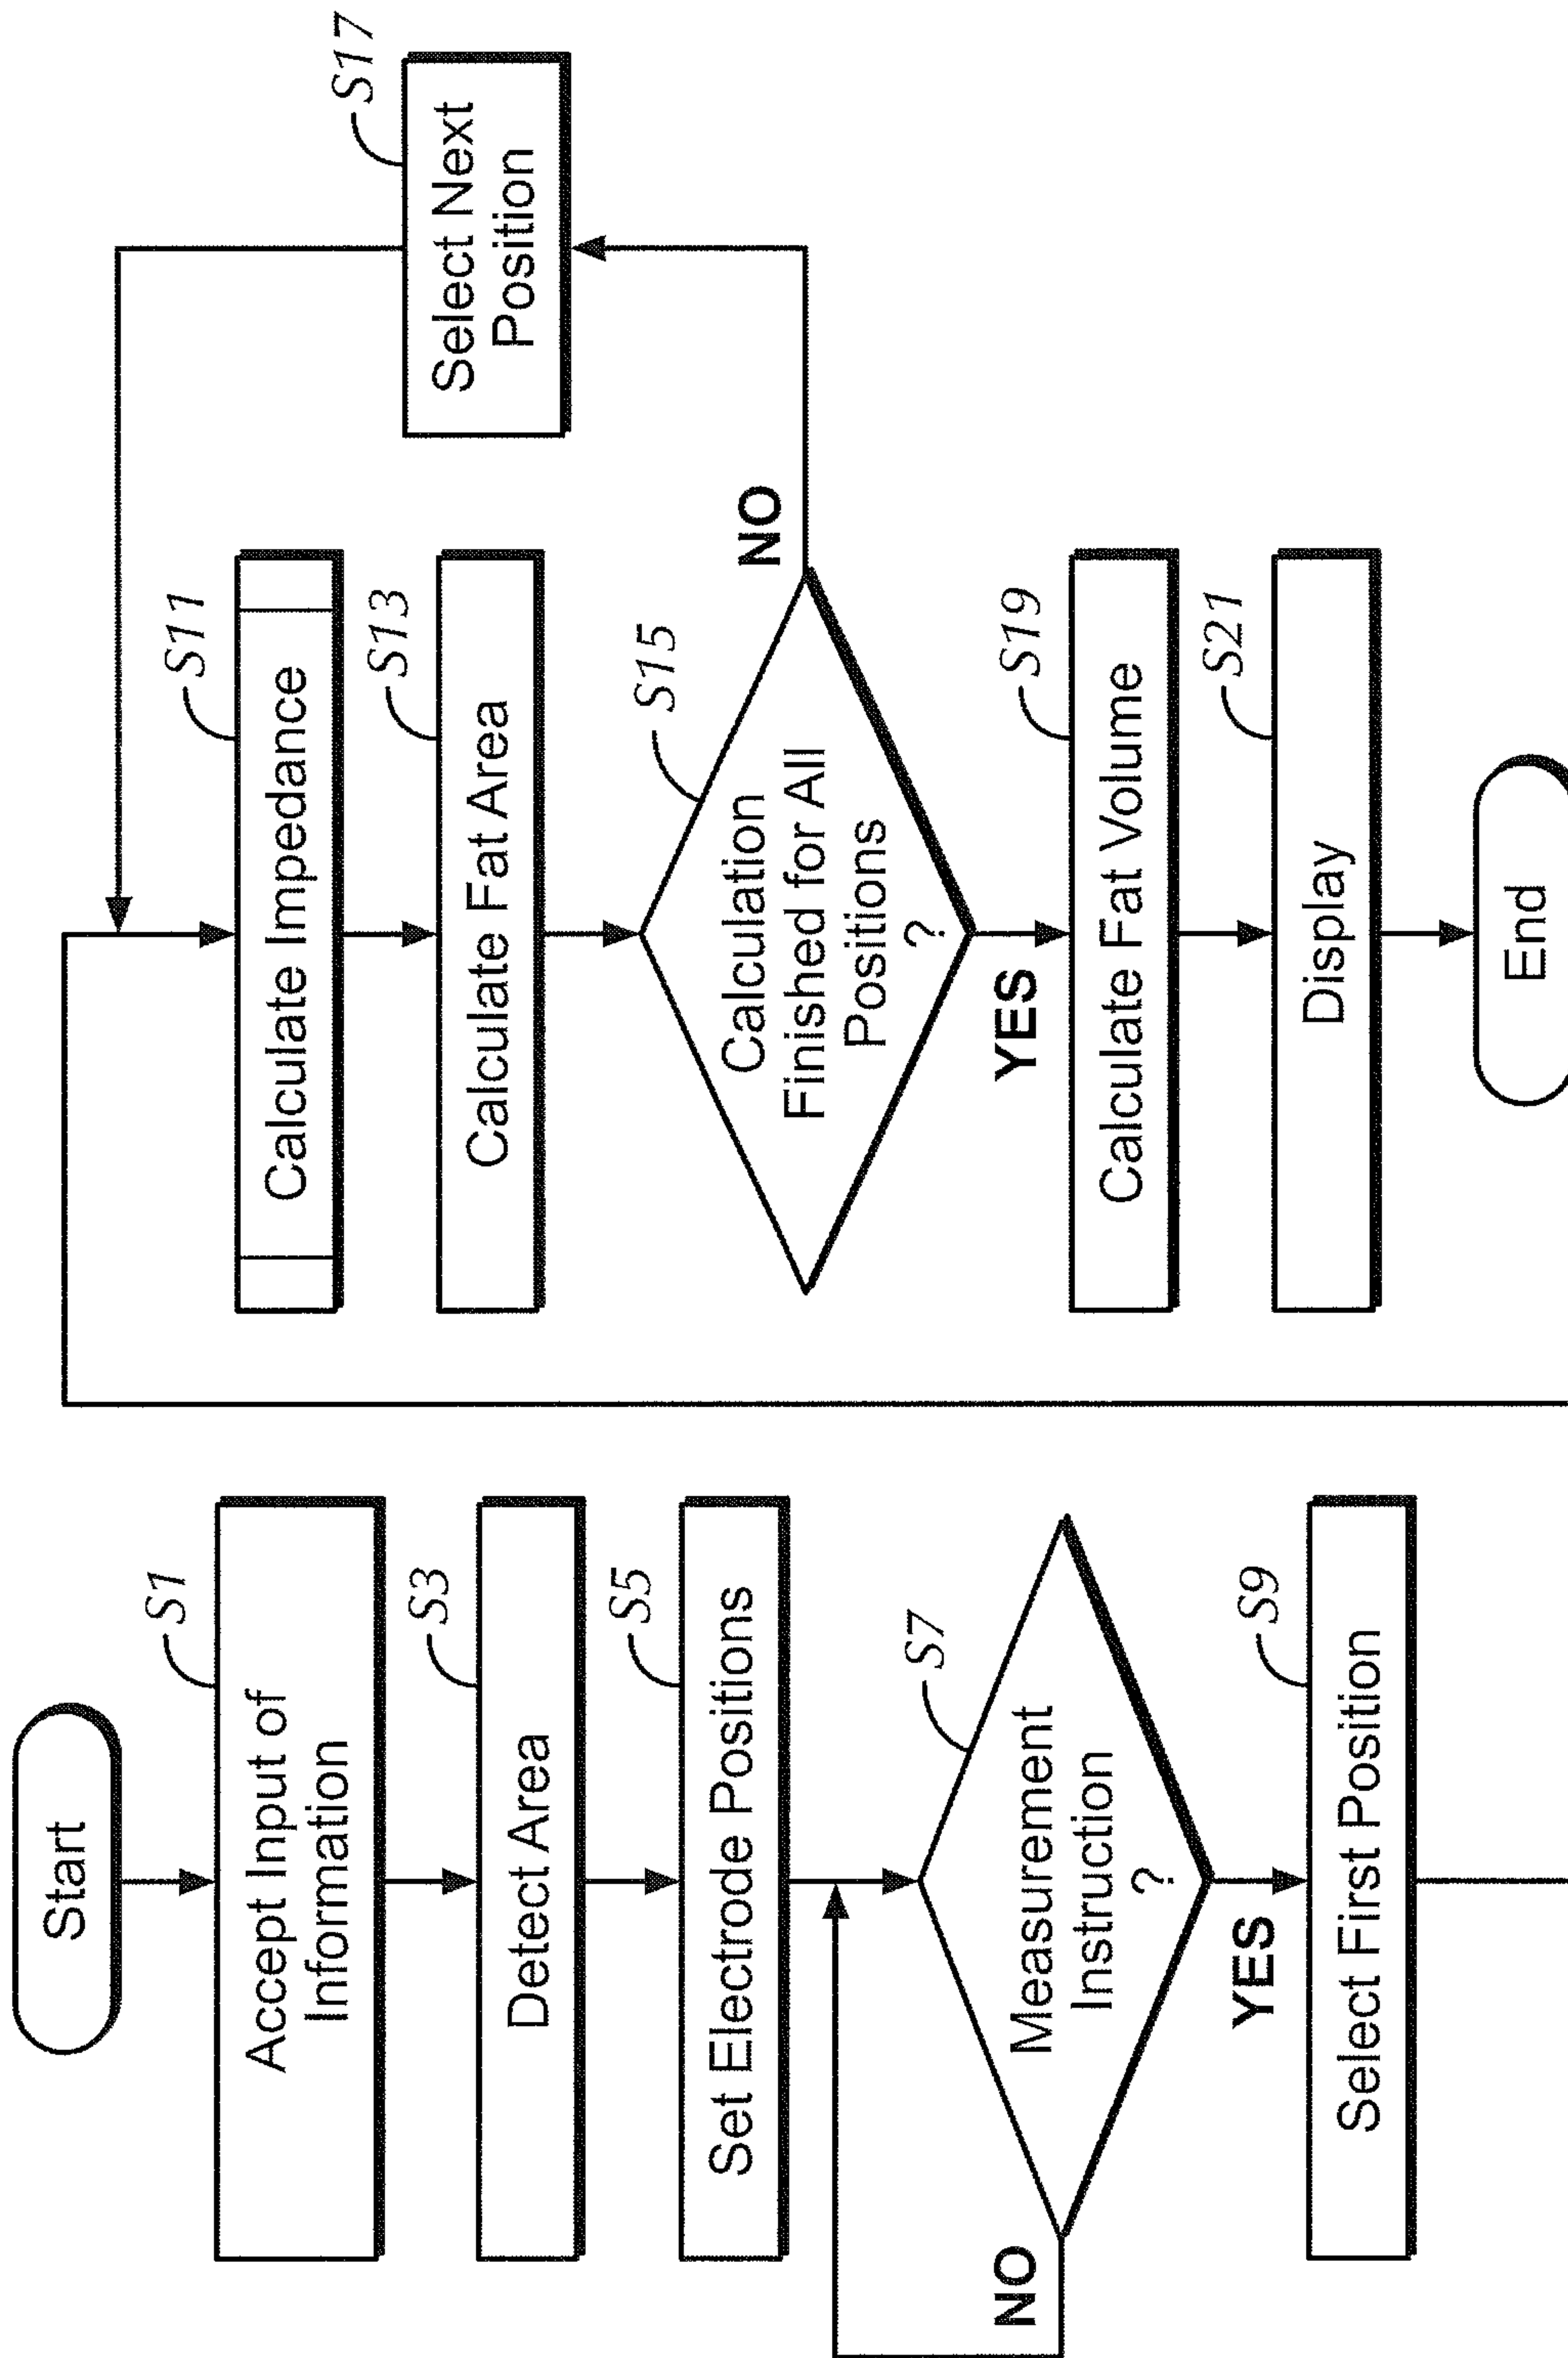 Start
S1
Accept Input of
Information
S3
Detect Area
S5
Set Electrode Positions
S7
Measurement
Instruction
?
NO
YES
S9
Select First Position
S11
Calculate Impedance
S13
Calculate Fat Area
S15
Calculation
Finished for All
Positions
?
NO
S17
Select Next
Position
YES
S19
Calculate Fat Volume
S21
Display
End